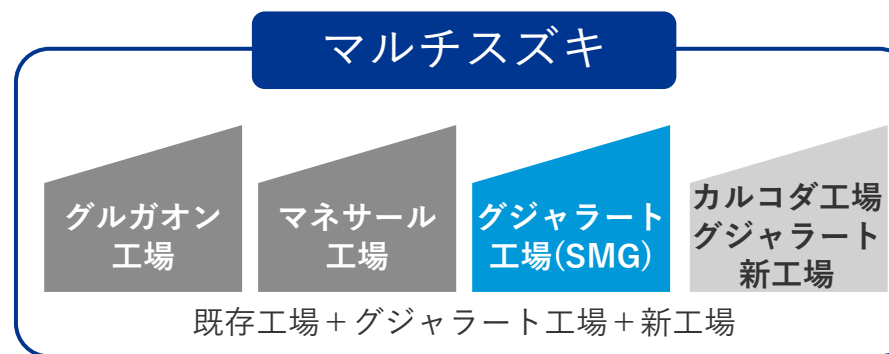 マルチスズキ
グルガオン
工場
マネサール
工場
グジャラート
工場(SMG)
カルコダ工場
グジャラート
新工場
既存工場＋グジャラート工場＋新工場